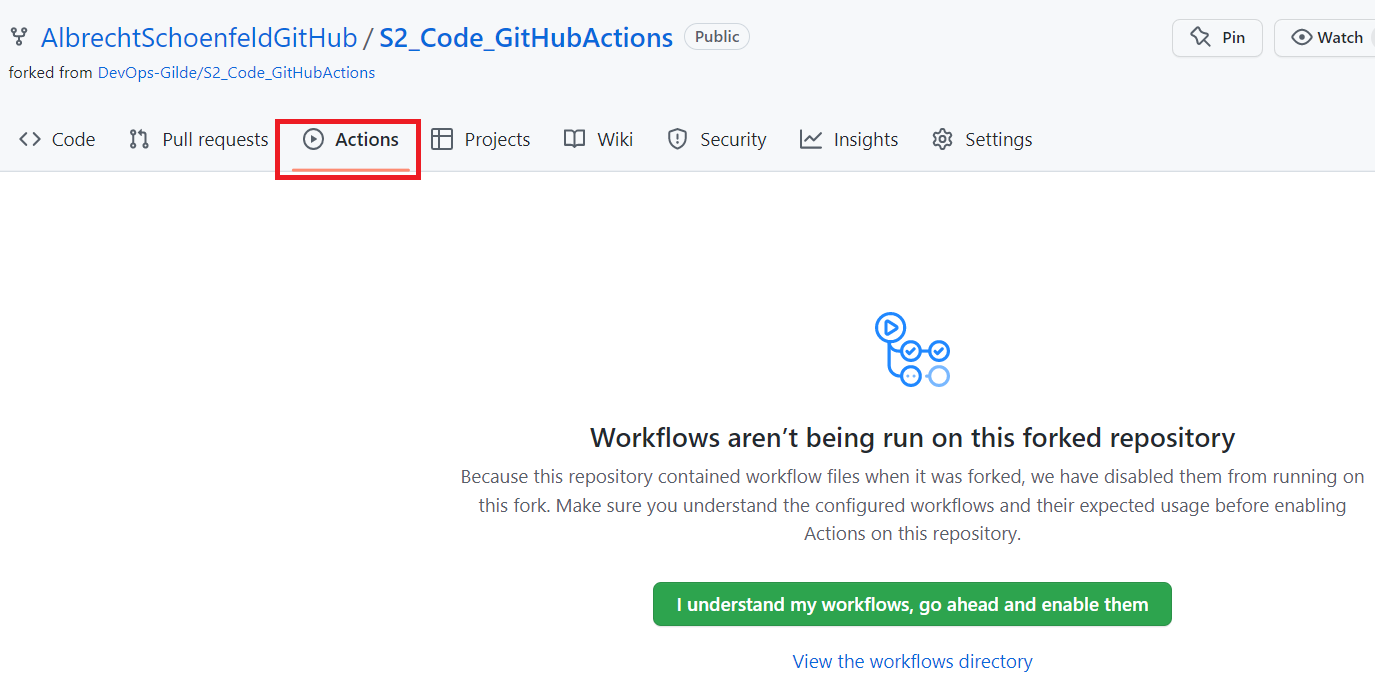 AlbrechtSchoenfeldGitHub / S2_Code_GitHubActions Public Pin Watch
forked from DevOps-Gilde/S2_Code_GitHubActions
Code Pull requests Actions Projects Wiki Security Insights Settings
Workflows aren’t being run on this forked repository
Because this repository contained workflow files when it was forked, we have disabled them from running on
this fork. Make sure you understand the configured workflows and their expected usage before enabling
Actions on this repository.
I understand my workflows, go ahead and enable them
View the workflows directory